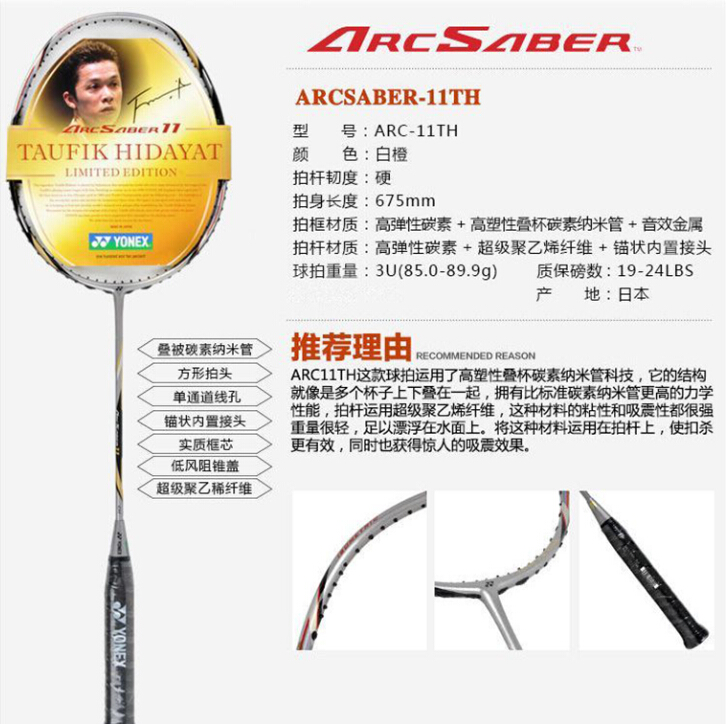 ARCSABER™
ARCSABER 11
TAUFIK HIDAYAT
LIMITED EDITION
YONEX
ARCSABER-11TH
型 号：ARC-11TH
颜 色：白橙
拍杆韧度：硬
拍身长度：675mm
拍框材质：高弹性碳素 + 高塑性叠杯碳素纳米管 + 音效金属
拍杆材质：高弹性碳素 + 超级聚乙烯纤维 + 锚状内置接头
球拍重量：3U(85.0-89.9g) 质保磅数：19-24LBS
产 地：日本
叠被碳素纳米管
方形拍头
单通道线孔
锚状内置接头
实质框芯
低风阻锥盖
超级聚乙稀纤维
推荐理由 RECOMMENDED REASON
ARC11TH这款球拍运用了高塑性叠杯碳素纳米管科技，它的结构
就像是多个杯子上下叠在一起，拥有比标准碳素纳米管更高的力学
性能，拍杆运用超级聚乙烯纤维，这种材料的粘性和吸震性都很强
重量很轻，足以漂浮在水面上。将这种材料运用在拍杆上，使扣杀
更有效，同时也获得惊人的吸震效果。
YONEX